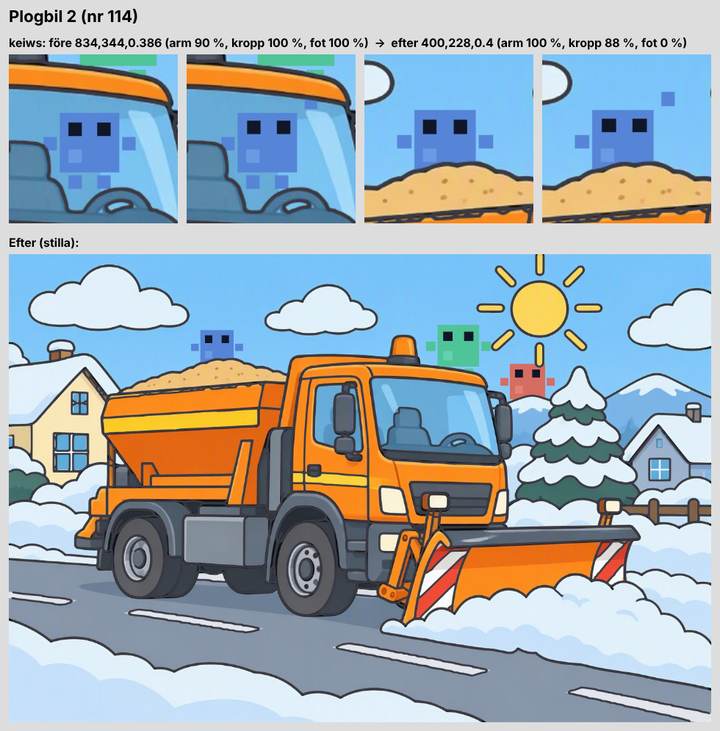 Plogbil 2 (nr 114)
keiws: före 834,344,0.386 (arm 90 %, kropp 100 %, fot 100 %) → efter 400,228,0.4 (arm 100 %, kropp 88 %, fot 0 %)
Efter (stilla):